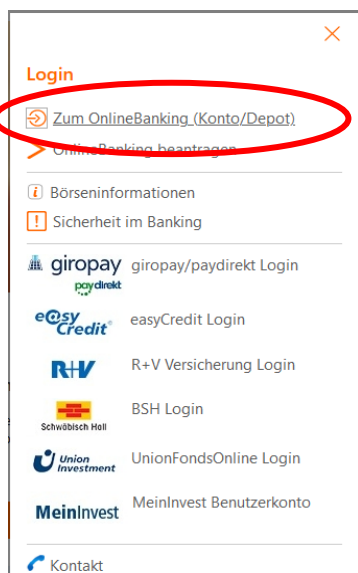 Login
Zum OnlineBanking (Konto/Depot)
OnlineBanking beantragen
Börseninformationen
Sicherheit im Banking
giropay giropay/paydirekt Login
paydirekt
easyCredit easyCredit Login
R+V R+V Versicherung Login
Schwäbisch Hall BSH Login
Union Investment UnionFondsOnline Login
MeinInvest MeinInvest Benutzerkonto
Kontakt